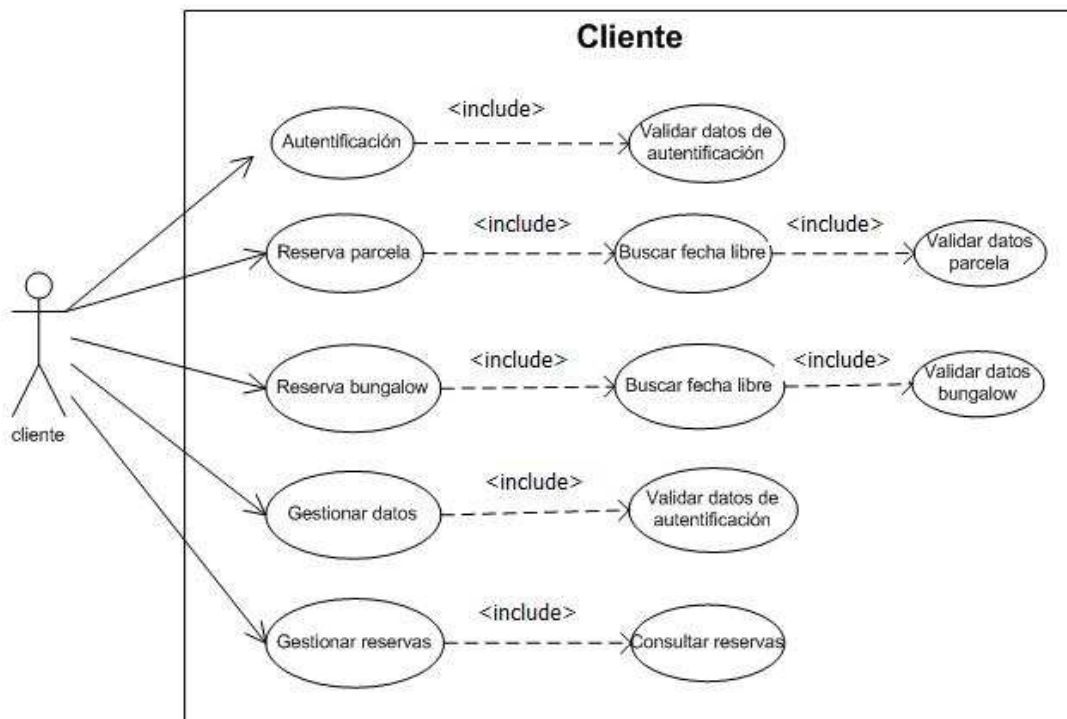 Cliente
<include>
Autentificación
Validar datos de
autentificación
<include>
<include>
Reserva parcela
Buscar fecha libre
Validar datos
parcela
<include>
<include>
Reserva bungalow
Buscar fecha libre
Validar datos
bungalow
cliente
<include>
Gestionar datos
Validar datos de
autentificación
<include>
Gestionar reservas
Consultar reservas